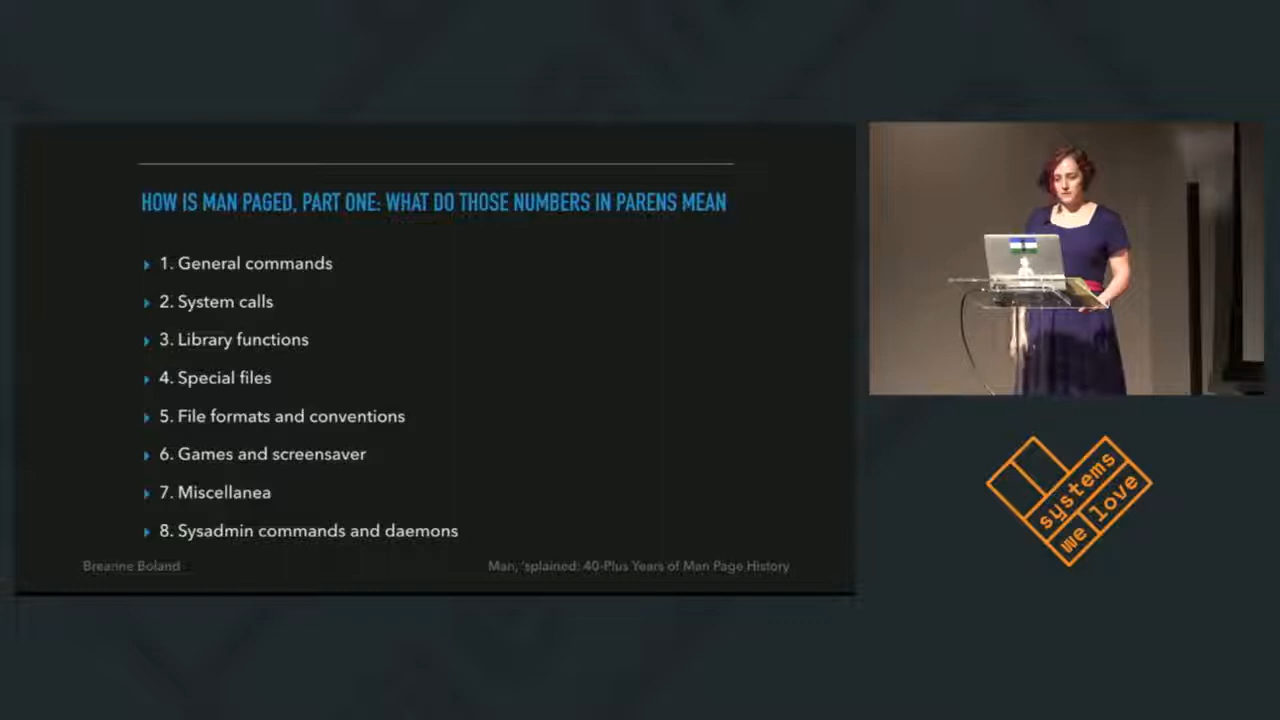 HOW IS MAN PAGED, PART ONE: WHAT DO THOSE NUMBERS IN PARENS MEAN
1. General commands
2. System calls
3. Library functions
4. Special files
5. File formats and conventions
6. Games and screensaver
7. Miscellanea
8. Sysadmin commands and daemons
Breanne Boland
Man, 'splained: 40-Plus Years of Man Page History
systems
we love